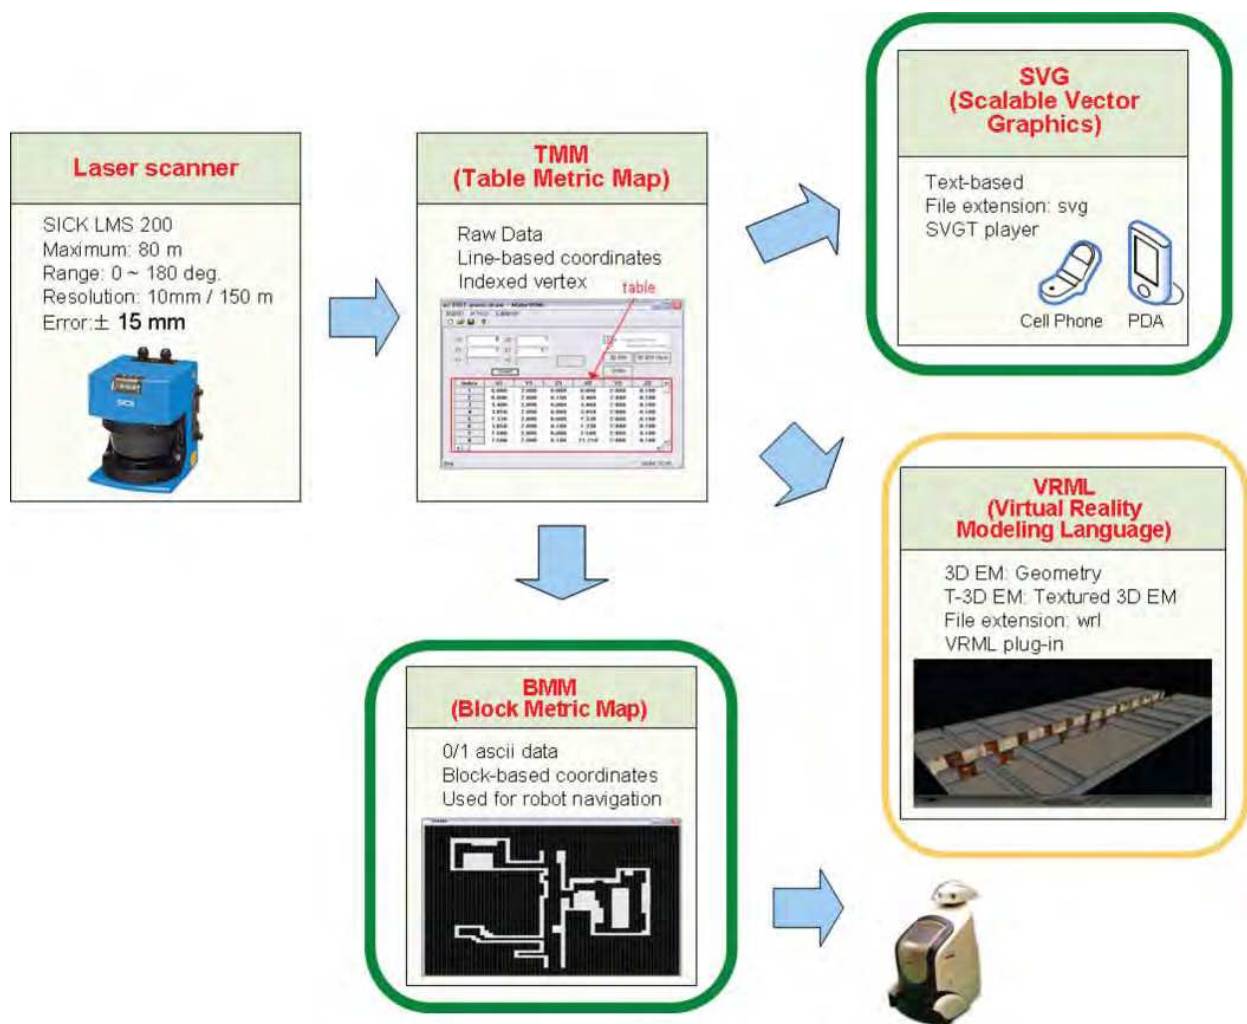 Laser scanner
SICK LMS 200
Maximum: 80 m
Range: 0 ~ 180 deg.
Resolution: 10mm / 150 m
Error:± 15 mm
SICK
TMM
(Table Metric Map)
Raw Data
Line-based coordinates
Indexed vertex
table
Index
SVG
(Scalable Vector
Graphics)
Text-based
File extension: svg
SVGT player
Cell Phone
PDA
VRML
(Virtual Reality
Modeling Language)
3D EM: Geometry
T-3D EM: Textured 3D EM
File extension: wrl
VRML plug-in
BMM
(Block Metric Map)
0/1 ascii data
Block-based coordinates
Used for robot navigation